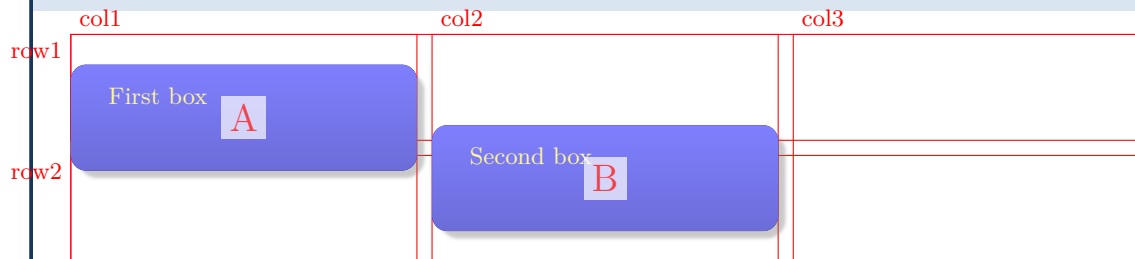 col1 col2 col3
row1
First box
A
Second box
row2
B